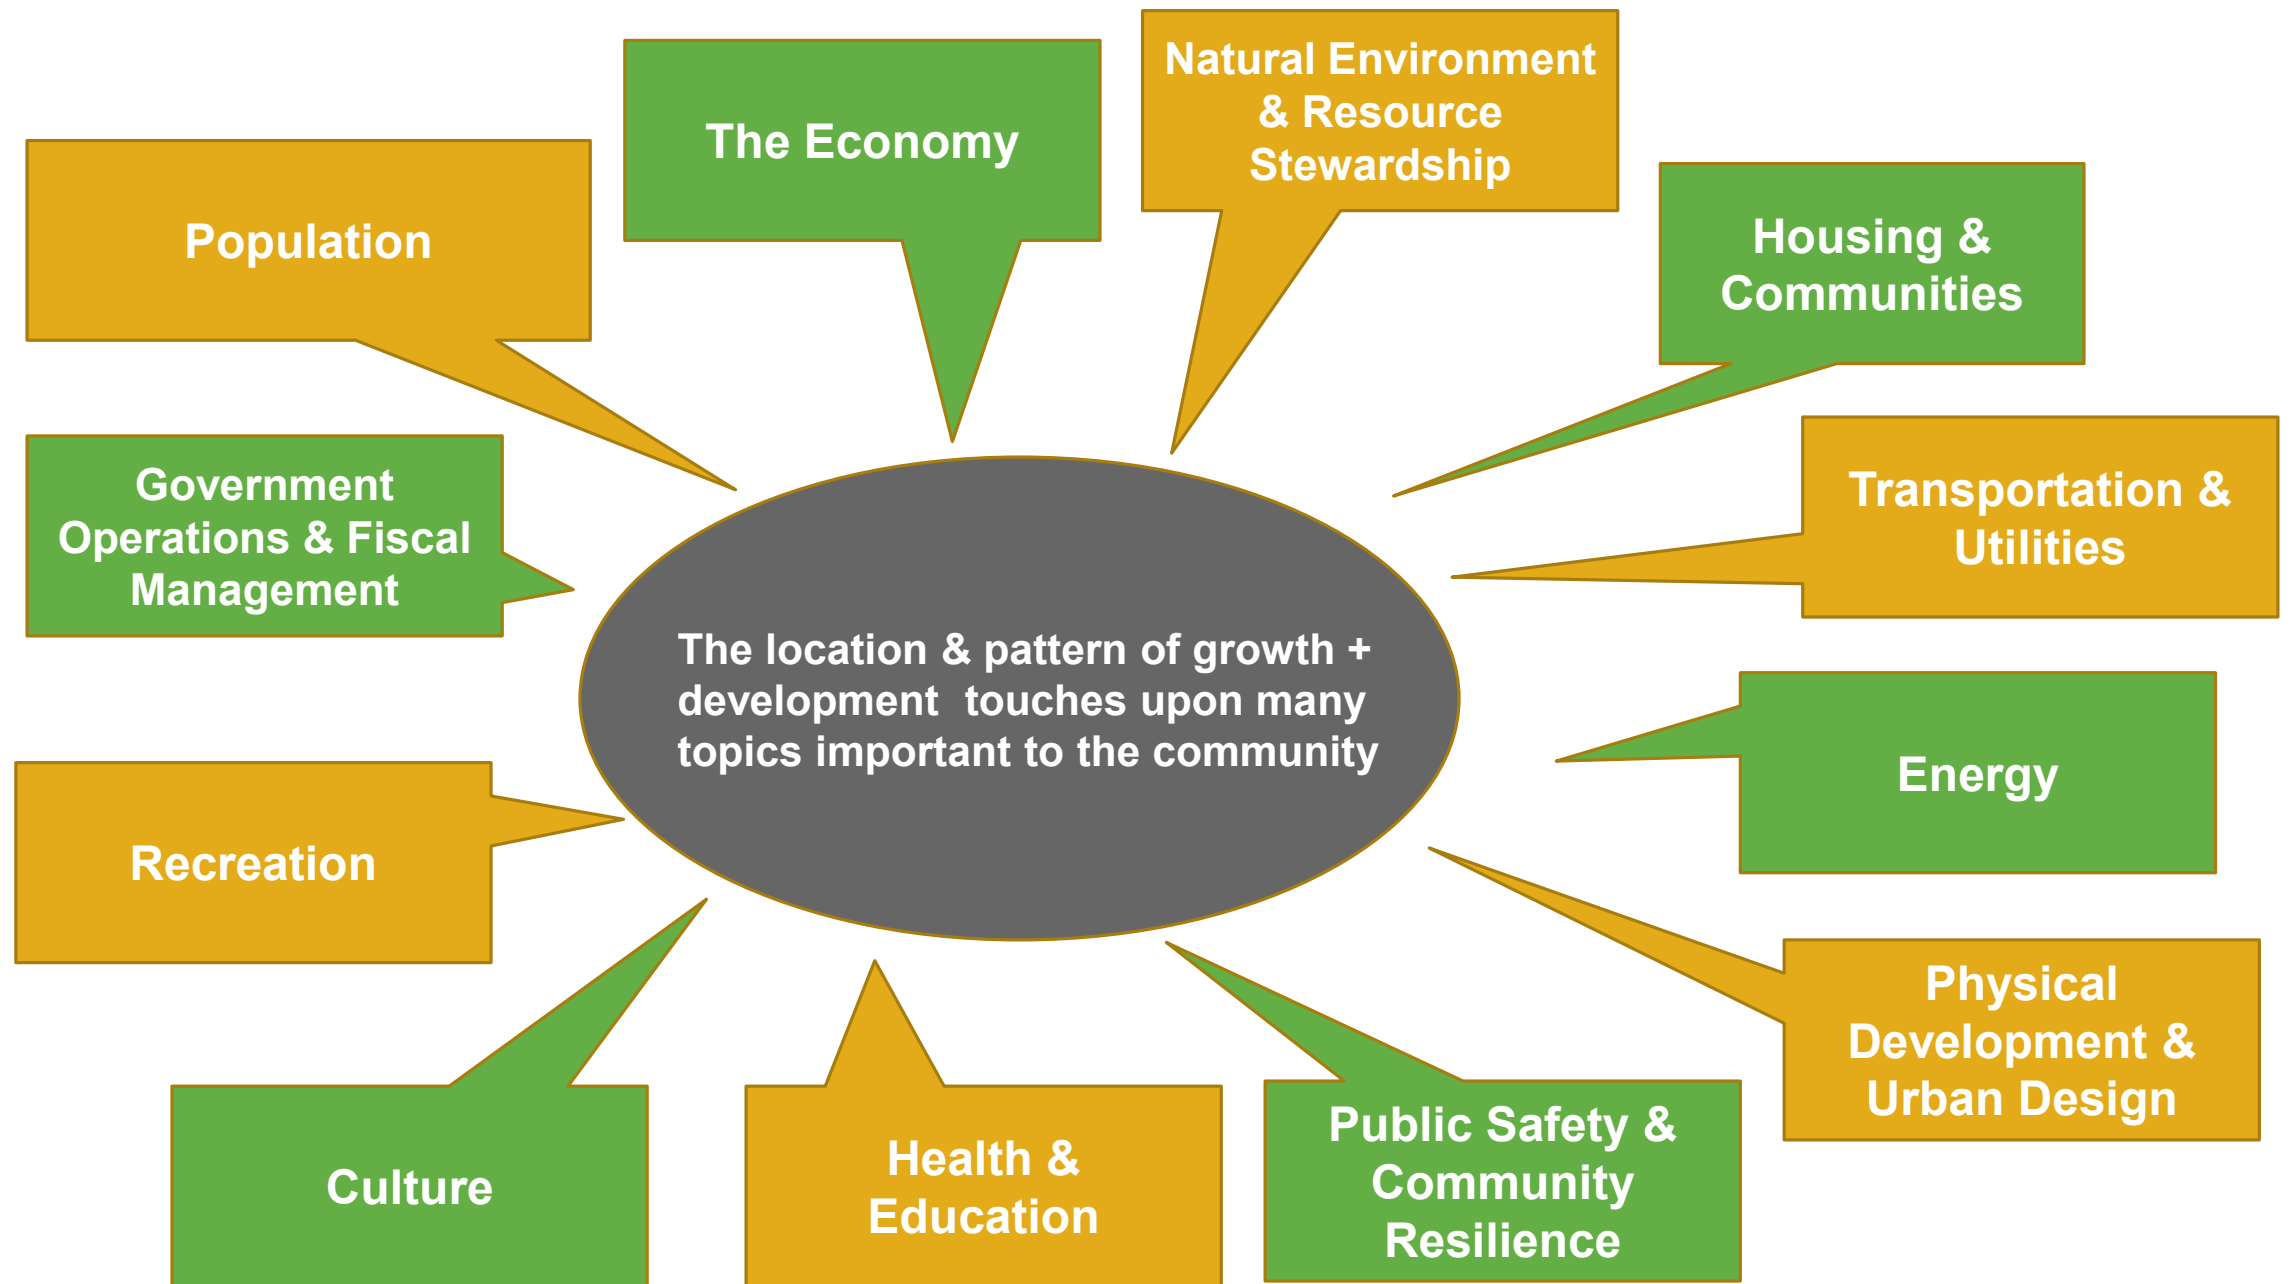 Natural Environment
& Resource
Stewardship
The Economy
Population
Housing &
Communities
Government
Operations & Fiscal
Management
Transportation &
Utilities
The location & pattern of growth +
development  touches upon many
topics important to the community
Energy
Recreation
Physical
Development &
Urban Design
Culture
Health &
Education
Public Safety &
Community
Resilience